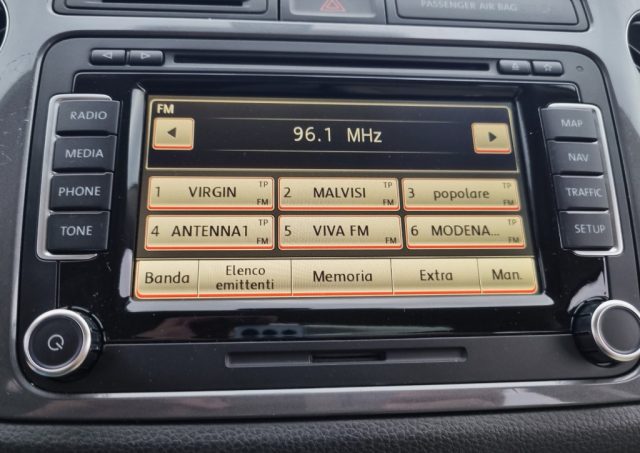 PASSENGER AIR BAG
RADIO
MEDIA
PHONE
TONE
FM
96.1 MHz
1 VIRGIN TP FM
2 MALVISI TP FM
3 popolare TP FM
4 ANTENNA1 TP FM
5 VIVA FM FM
6 MODENA... TP FM
Banda
Elenco
emittenti
Memoria
Extra
Man.
MAP
NAV
TRAFFIC
SETUP